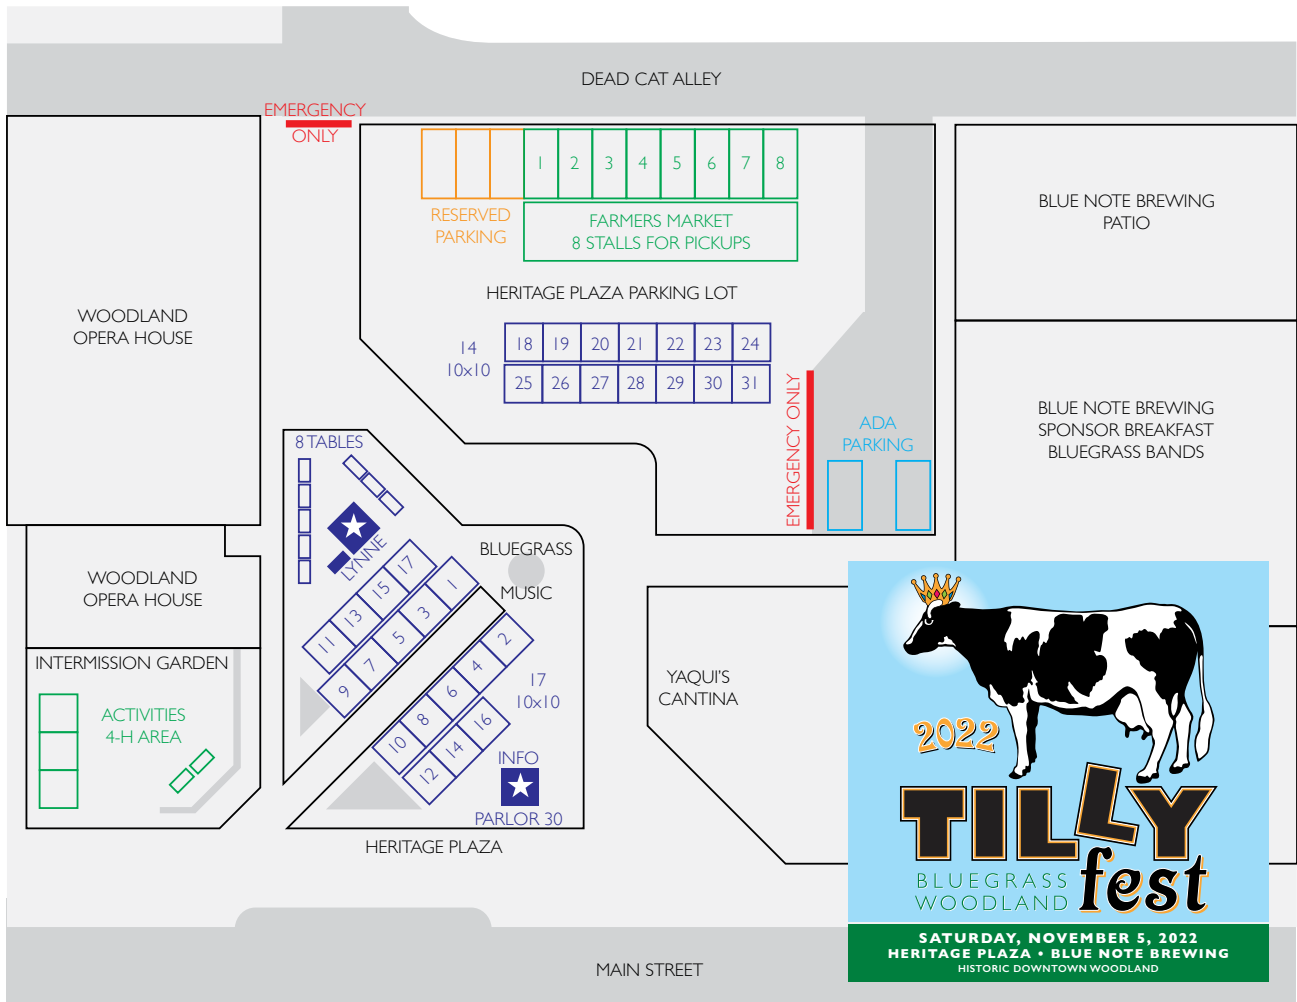 DEAD CAT ALLEY
EMERGENCY
ONLY
1 2 3 4 5 6 7 8
RESERVED
PARKING
FARMERS MARKET
8 STALLS FOR PICKUPS
BLUE NOTE BREWING
PATIO
HERITAGE PLAZA PARKING LOT
WOODLAND
OPERA HOUSE
14
10x10
18 19 20 21 22 23 24
25 26 27 28 29 30 31
EMERGENCY ONLY
ADA
PARKING
BLUE NOTE BREWING
SPONSOR BREAKFAST
BLUEGRASS BANDS
8 TABLES
LYNNE
BLUEGRASS
MUSIC
WOODLAND
OPERA HOUSE
11 13 15 17
9 7 5 3 1
10 8 6 4 2
12 14 16
17
10x10
INTERMISSION GARDEN
ACTIVITIES
4-H AREA
INFO
PARLOR 30
HERITAGE PLAZA
YAQUI'S
CANTINA
2022
TILLY
fest
BLUEGRASS
WOODLAND
SATURDAY, NOVEMBER 5, 2022
HERITAGE PLAZA • BLUE NOTE BREWING
HISTORIC DOWNTOWN WOODLAND
MAIN STREET